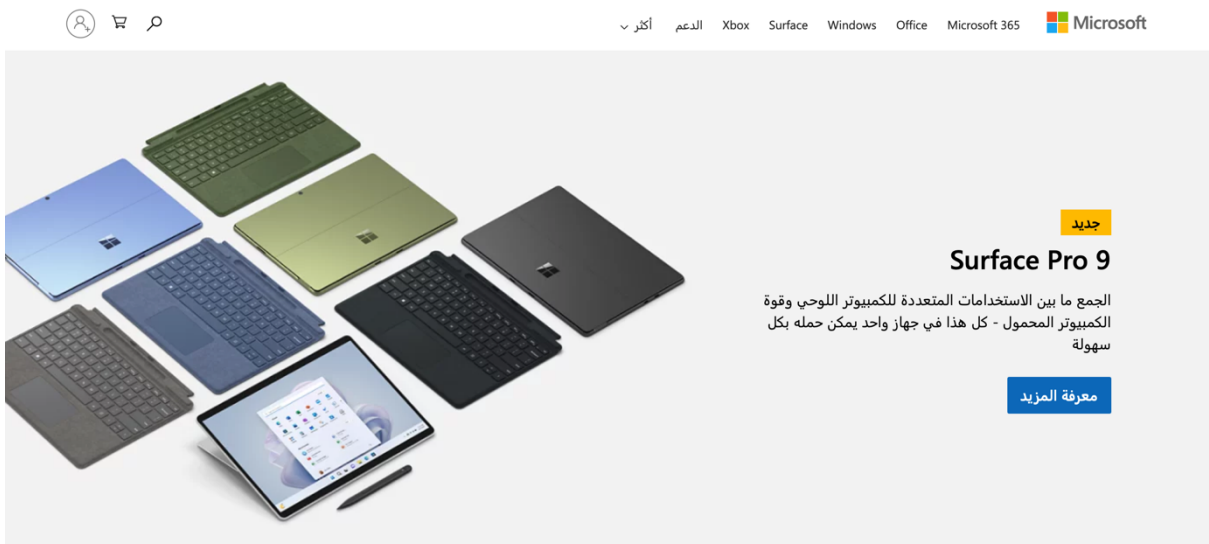 Microsoft
Microsoft 365
Office
Windows
Surface
Xbox
الدعم
أكثر
جديد
Surface Pro 9
الجمع ما بين الاستخدامات المتعددة للكمبيوتر اللوحي وقوة
الكمبيوتر المحمول - كل هذا في جهاز واحد يمكن حمله بكل
سهولة
معرفة المزيد